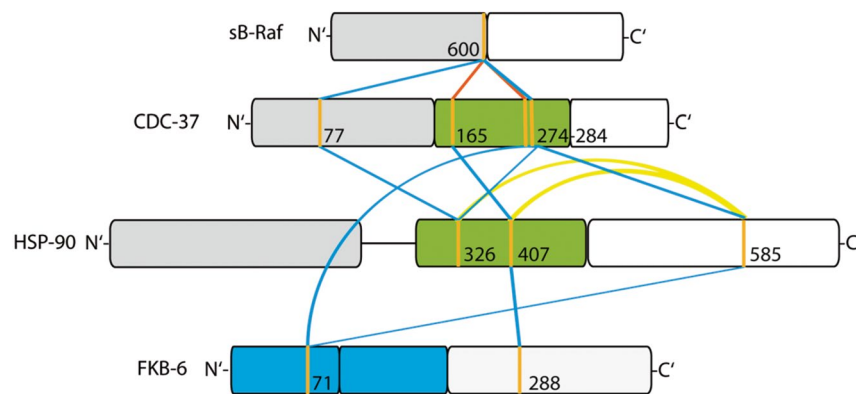 sB-Raf N' 600 C'
CDC-37 N' 77 165 274-284 C'
HSP-90 N' 326 407 585 C
FKB-6 N' 71 288 C'